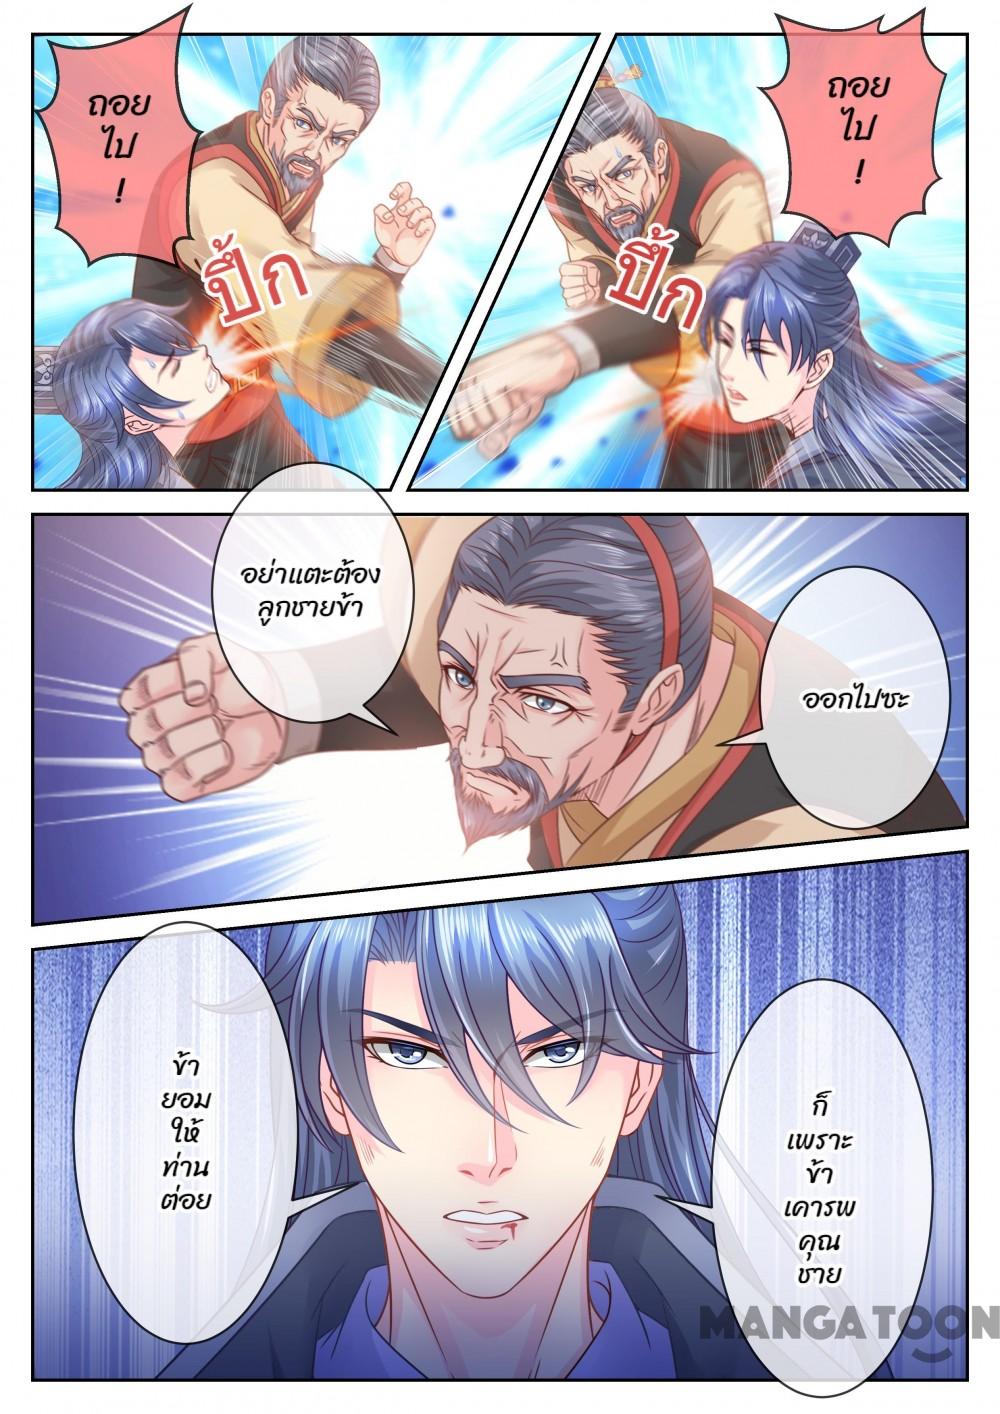 ถอย
ไป
!
ปึ้ก
ถอย
ไป
!
ปึ้ก
อย่าแตะต้อง
ลูกชายข้า
ออกไปซะ
ข้า
ยอม
ให้
ท่าน
ต่อย
ก็
เพราะ
ข้า
เคารพ
คุณ
ชาย
MANGATOON